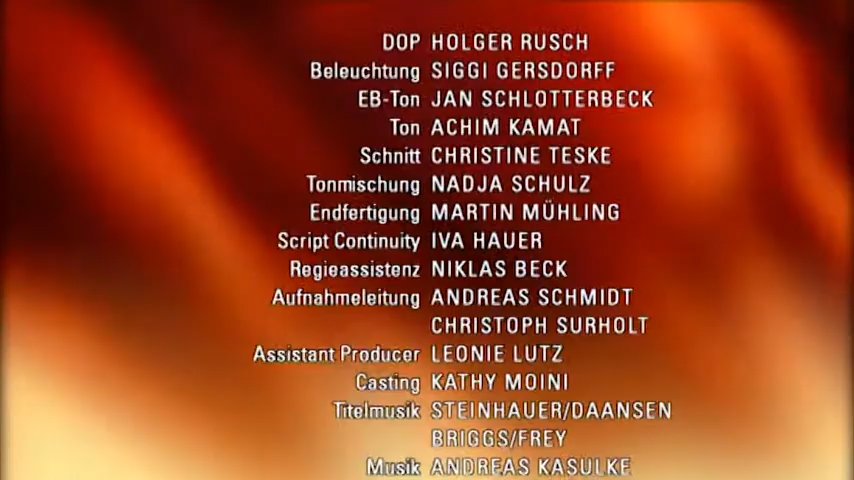 DOP HOLGER RUSCH
Beleuchtung SIGGI GERSDORFF
EB-Ton JAN SCHLOTTERBECK
Ton ACHIM KAMAT
Schnitt CHRISTINE TESKE
Tonmischung NADJA SCHULZ
Endfertigung MARTIN MÜHLING
Script Continuity IVA HAUER
Regieassistenz NIKLAS BECK
Aufnahmeleitung ANDREAS SCHMIDT
CHRISTOPH SURHOLT
Assistant Producer LEONIE LUTZ
Casting KATHY MOINI
Titelmusik STEINHAUER/DAANSEN
BRIGGS/FREY
Musik ANDREAS KASULKE